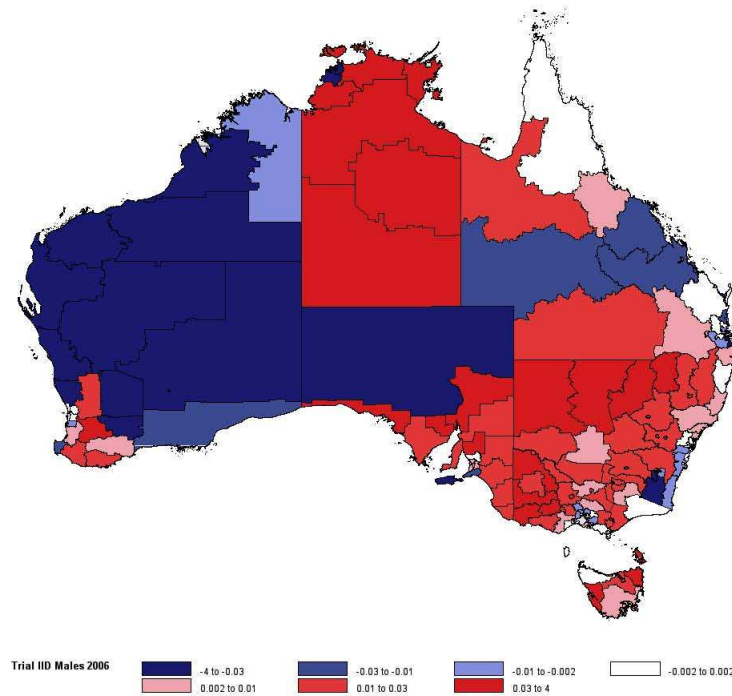 Trial IID Males 2006
-4 to -0.03
-0.03 to -0.01
-0.01 to -0.002
-0.002 to 0.002
0.002 to 0.01
0.01 to 0.03
0.03 to 4